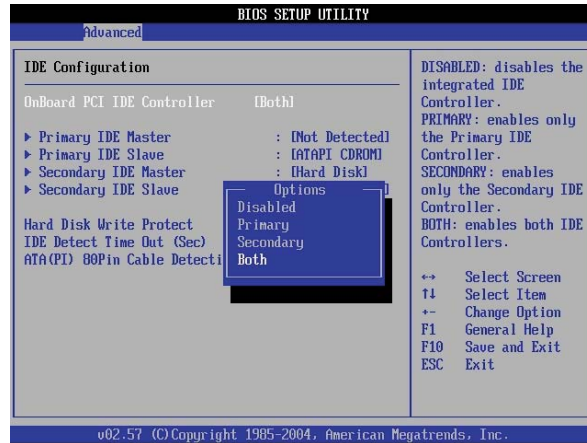 BIOS SETUP UTILITY
Advanced
IDE Configuration
OnBoard PCI IDE Controller [Both]
Primary IDE Master : [Not Detected]
Primary IDE Slave : [ATAPI CDROM]
Secondary IDE Master : [Hard Disk]
Secondary IDE Slave ]
Hard Disk Write Protect
IDE Detect Time Out (Sec)
ATA(PI) 80Pin Cable Detecti
Options
Disabled
Primary
Secondary
Both
DISABLED: disables the
integrated IDE
Controller.
PRIMARY: enables only
the Primary IDE
Controller.
SECONDARY: enables
only the Secondary IDE
Controller.
BOTH: enables both IDE
Controllers.
↔ Select Screen
↑↓ Select Item
+- Change Option
F1 General Help
F10 Save and Exit
ESC Exit
v02.57 (C)Copyright 1985-2004, American Megatrends, Inc.